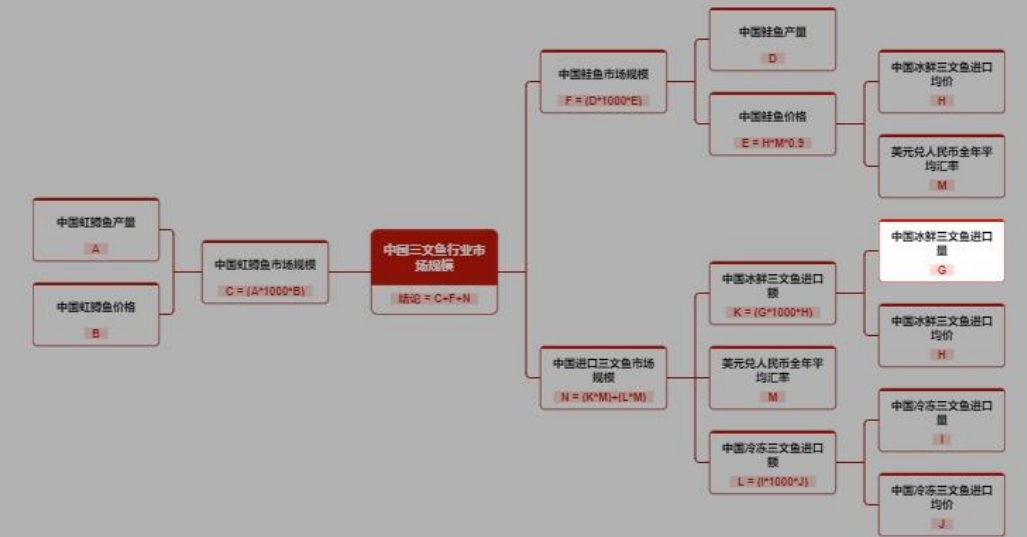 中国鲑鱼产量
D
中国鲑鱼市场规模
F = (D*1000*E)
中国冰鲜三文鱼进口
均价
H
中国鲑鱼价格
E = H*M*0.9
美元兑人民币全年平
均汇率
M
中国虹鳟鱼产量
A
中国虹鳟鱼市场规模
C = (A*1000*B)
中国虹鳟鱼价格
B
中国三文鱼行业市
场规模
结论 = C+F+N
中国冰鲜三文鱼进口
量
G
中国冰鲜三文鱼进口
额
K = (G*1000*H)
中国冰鲜三文鱼进口
均价
H
中国进口三文鱼市场
规模
N = (K*M)+(L*M)
美元兑人民币全年平
均汇率
M
中国冷冻三文鱼进口
量
I
中国冷冻三文鱼进口
额
L = (I*1000*J)
中国冷冻三文鱼进口
均价
J